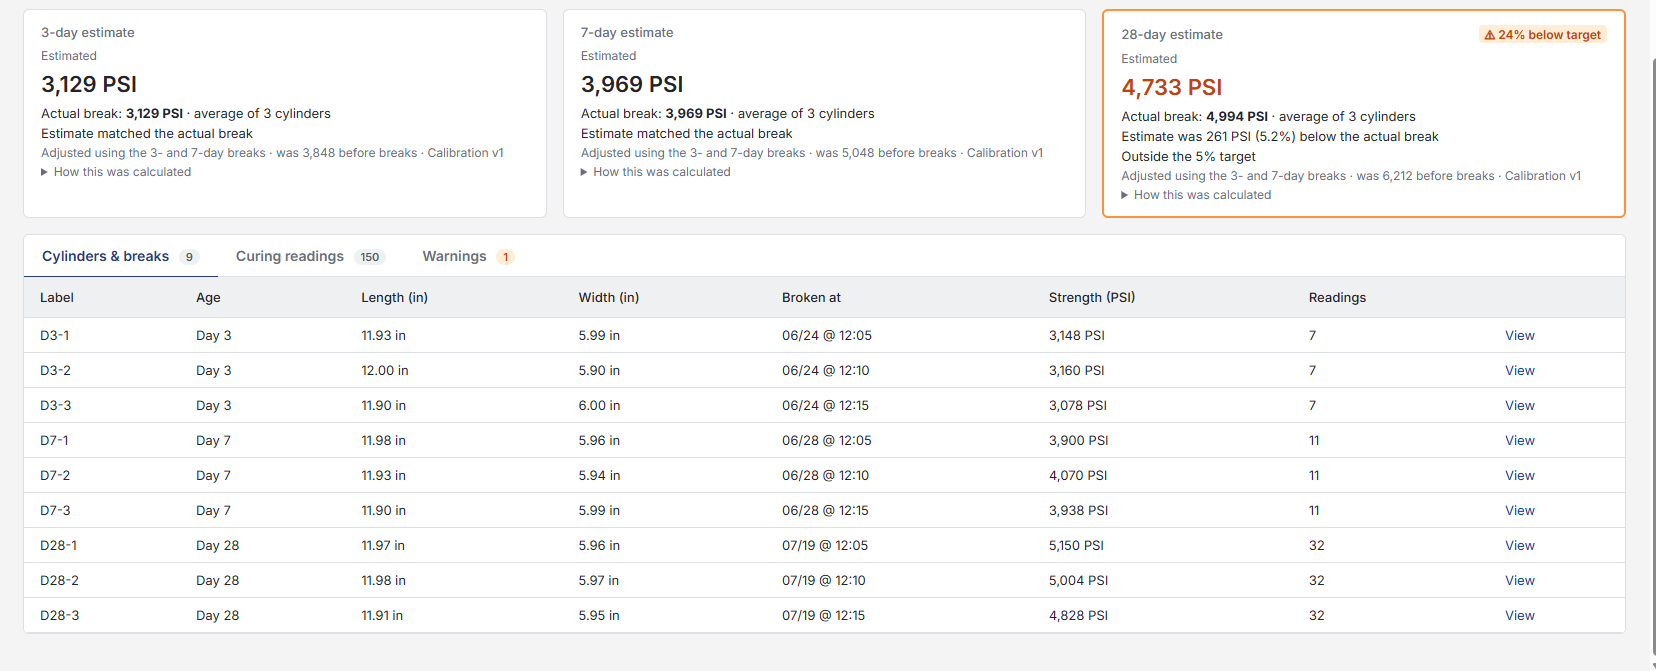 3-day estimate
Estimated
3,129 PSI
Actual break: 3,129 PSI · average of 3 cylinders
Estimate matched the actual break
Adjusted using the 3- and 7-day breaks · was 3,848 before breaks · Calibration v1
▶ How this was calculated
7-day estimate
Estimated
3,969 PSI
Actual break: 3,969 PSI · average of 3 cylinders
Estimate matched the actual break
Adjusted using the 3- and 7-day breaks · was 5,048 before breaks · Calibration v1
▶ How this was calculated
28-day estimate ⚠ 24% below target
Estimated
4,733 PSI
Actual break: 4,994 PSI · average of 3 cylinders
Estimate was 261 PSI (5.2%) below the actual break
Outside the 5% target
Adjusted using the 3- and 7-day breaks · was 6,212 before breaks · Calibration v1
▶ How this was calculated
Cylinders & breaks 9 Curing readings 150 Warnings 1
Label Age Length (in) Width (in) Broken at Strength (PSI) Readings
D3-1 Day 3 11.93 in 5.99 in 06/24 @ 12:05 3,148 PSI 7 View
D3-2 Day 3 12.00 in 5.90 in 06/24 @ 12:10 3,160 PSI 7 View
D3-3 Day 3 11.90 in 6.00 in 06/24 @ 12:15 3,078 PSI 7 View
D7-1 Day 7 11.98 in 5.96 in 06/28 @ 12:05 3,900 PSI 11 View
D7-2 Day 7 11.93 in 5.94 in 06/28 @ 12:10 4,070 PSI 11 View
D7-3 Day 7 11.90 in 5.99 in 06/28 @ 12:15 3,938 PSI 11 View
D28-1 Day 28 11.97 in 5.96 in 07/19 @ 12:05 5,150 PSI 32 View
D28-2 Day 28 11.98 in 5.97 in 07/19 @ 12:10 5,004 PSI 32 View
D28-3 Day 28 11.91 in 5.95 in 07/19 @ 12:15 4,828 PSI 32 View